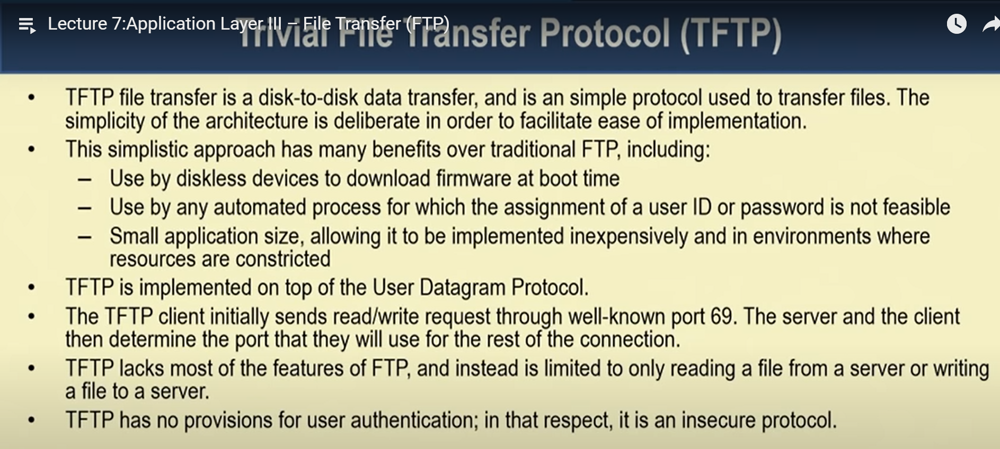 Lecture 7:Application Layer III – File Transfer (FTP)
Trivial File Transfer Protocol (TFTP)
• TFTP file transfer is a disk-to-disk data transfer, and is an simple protocol used to transfer files. The
simplicity of the architecture is deliberate in order to facilitate ease of implementation.
• This simplistic approach has many benefits over traditional FTP, including:
– Use by diskless devices to download firmware at boot time
– Use by any automated process for which the assignment of a user ID or password is not feasible
– Small application size, allowing it to be implemented inexpensively and in environments where
resources are constricted
• TFTP is implemented on top of the User Datagram Protocol.
• The TFTP client initially sends read/write request through well-known port 69. The server and the client
then determine the port that they will use for the rest of the connection.
• TFTP lacks most of the features of FTP, and instead is limited to only reading a file from a server or writing
a file to a server.
• TFTP has no provisions for user authentication; in that respect, it is an insecure protocol.